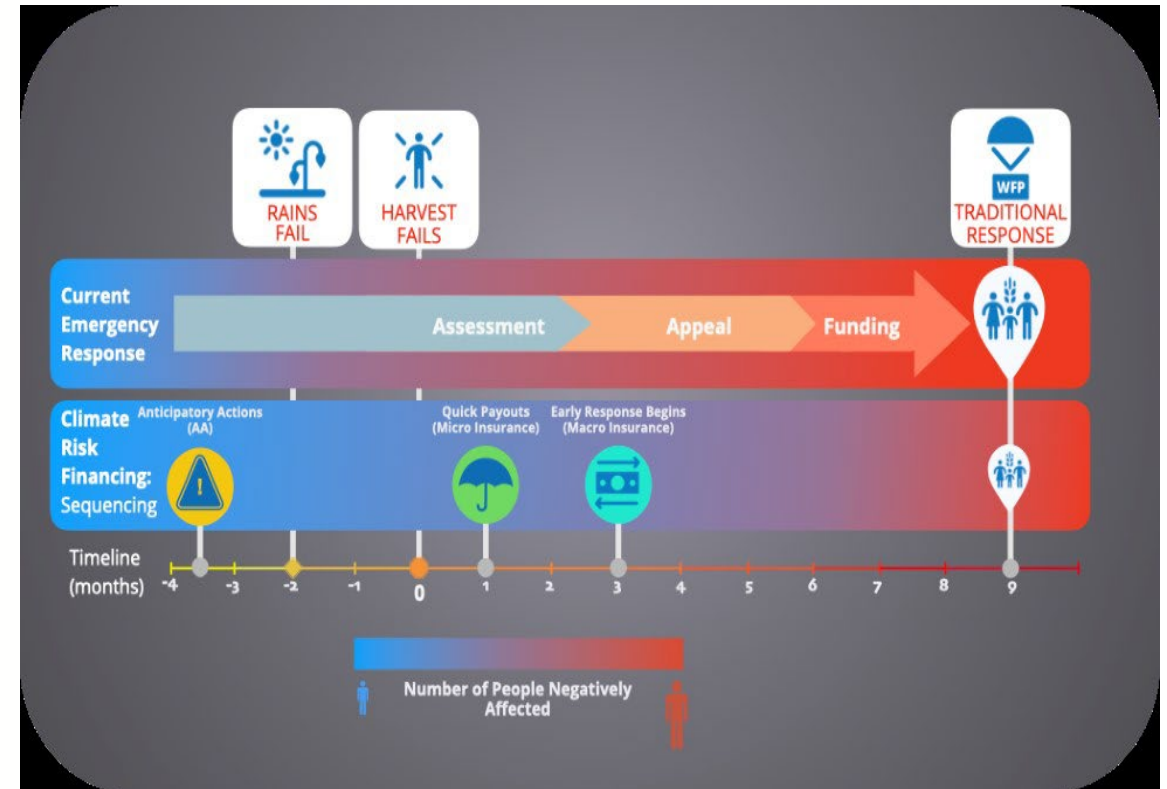 RAINS
FAIL
HARVEST
FAILS
WFP
TRADITIONAL
RESPONSE
Current
Emergency
Response
Assessment
Appeal
Funding
Climate
Risk
Financing:
Sequencing
Anticipatory Actions
(AA)
!
Quick Payouts
(Micro Insurance)
Early Response Begins
(Macro Insurance)
Timeline
(months)
-4 -3 -2 -1 0 1 2 3 4 5 6 7 8 9
Number of People Negatively
Affected